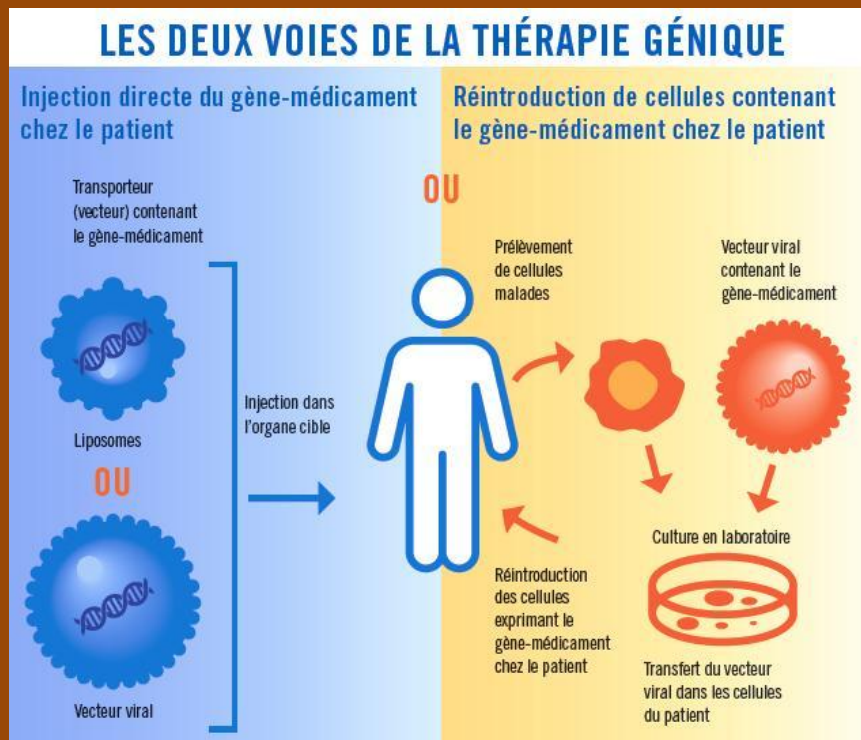 LES DEUX VOIES DE LA THÉRAPIE GÉNIQUE
Injection directe du gène-médicament
chez le patient
Réintroduction de cellules contenant
le gène-médicament chez le patient
OU
Transporteur
(vecteur) contenant
le gène-médicament
Liposomes
OU
Vecteur viral
Injection dans
l'organe cible
Prélèvement
de cellules
malades
Vecteur viral
contenant le
gène-médicament
Culture en laboratoire
Transfert du vecteur
viral dans les cellules
du patient
Réintroduction
des cellules
exprimant le
gène-médicament
chez le patient